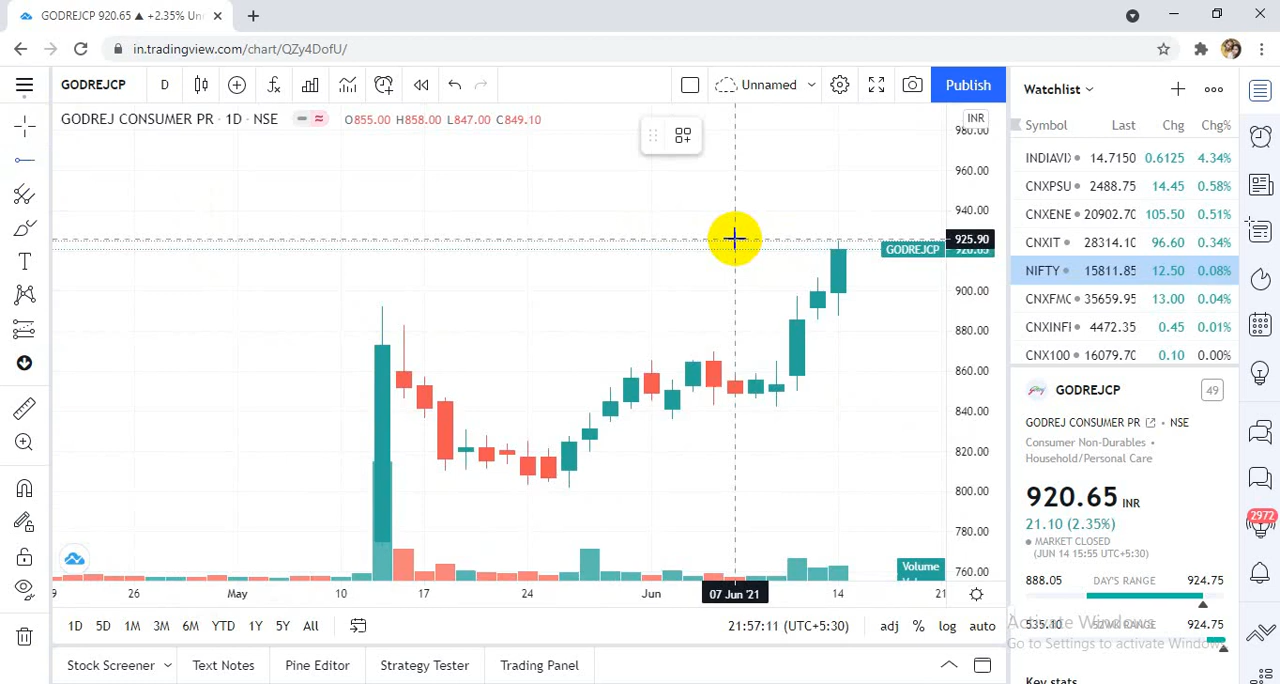 GODREJCP 920.65 ▲ +2.35% Unn
in.tradingview.com/chart/QZy4DofU/
GODREJCP D Unnamed Publish
GODREJ CONSUMER PR · 1D · NSE O855.00 H858.00 L847.00 C849.10
INR
980.00
960.00
940.00
925.90
GODREJCP 920.65
900.00
880.00
860.00
840.00
820.00
800.00
780.00
760.00
Volume
9 26 May 10 17 24 Jun 07 Jun '21 14 21
1D 5D 1M 3M 6M YTD 1Y 5Y All 21:57:11 (UTC+5:30) adj % log auto
Stock Screener Text Notes Pine Editor Strategy Tester Trading Panel
Watchlist
Symbol Last Chg Chg%
INDIAVI 14.7150 0.6125 4.34%
CNXPSU 2488.75 14.45 0.58%
CNXENE 20902.70 105.50 0.51%
CNXIT 28314.10 96.60 0.34%
NIFTY 15811.85 12.50 0.08%
CNXFMC 35659.95 13.00 0.04%
CNXINFI 4472.35 0.45 0.01%
CNX100 16079.70 0.10 0.00%
GODREJCP 49
GODREJ CONSUMER PR • NSE
Consumer Non-Durables •
Household/Personal Care
920.65 INR
21.10 (2.35%)
• MARKET CLOSED
(JUN 14 15:55 UTC+5:30)
888.05 DAY'S RANGE 924.75
535.10 52WK RANGE 924.75
Activate Windows
Go to Settings to activate Windows.
Key stats
2972